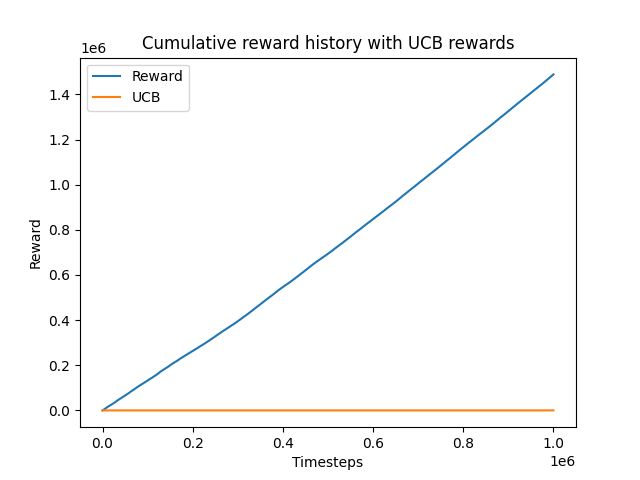 Cumulative reward history with UCB rewards
1e6
Reward
UCB
1.4
1.2
1.0
0.8
0.6
0.4
0.2
0.0
Reward
0.0 0.2 0.4 0.6 0.8 1.0
Timesteps
1e6